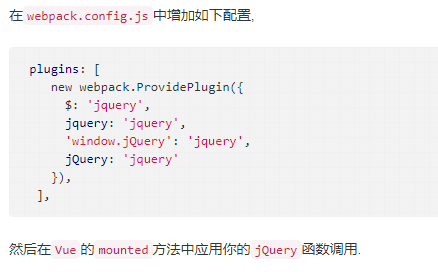 在 webpack.config.js 中增加如下配置,
plugins: [
   new webpack.ProvidePlugin({
     $: 'jquery',
     jquery: 'jquery',
     'window.jQuery': 'jquery',
     jQuery: 'jquery'
   }),
 ],
然后在 Vue 的 mounted 方法中应用你的 jQuery 函数调用.